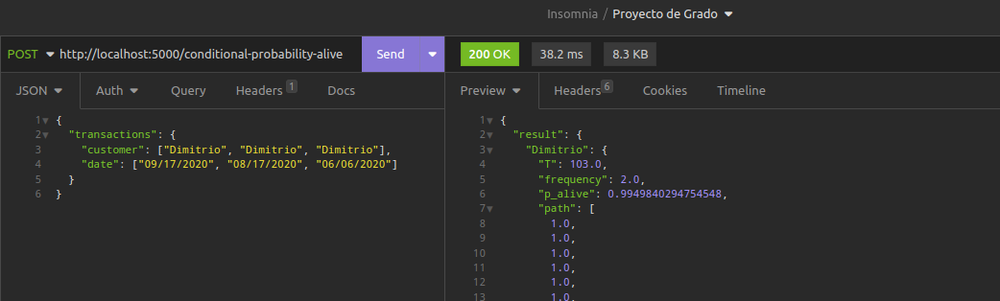 Insomnia / Proyecto de Grado
POST http://localhost:5000/conditional-probability-alive Send
200 OK 38.2 ms 8.3 KB
JSON Auth Query Headers 1 Docs
Preview Headers 6 Cookies Timeline
1 {
2 "transactions": {
3 "customer": ["Dimitrio", "Dimitrio", "Dimitrio"],
4 "date": ["09/17/2020", "08/17/2020", "06/06/2020"]
5 }
6 }
1 {
2 "result": {
3 "Dimitrio": {
4 "T": 103.0,
5 "frequency": 2.0,
6 "p_alive": 0.9949840294754548,
7 "path": [
8 1.0,
9 1.0,
10 1.0,
11 1.0,
12 1.0,
13 1.0,